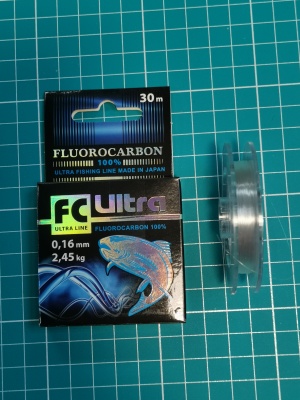 30 m
FLUOROCARBON
100%
ULTRA FISHING LINE MADE IN JAPAN
FC Ultra
ULTRA LINE
FLUOROCARBON 100%
0,16 mm
2,45 kg